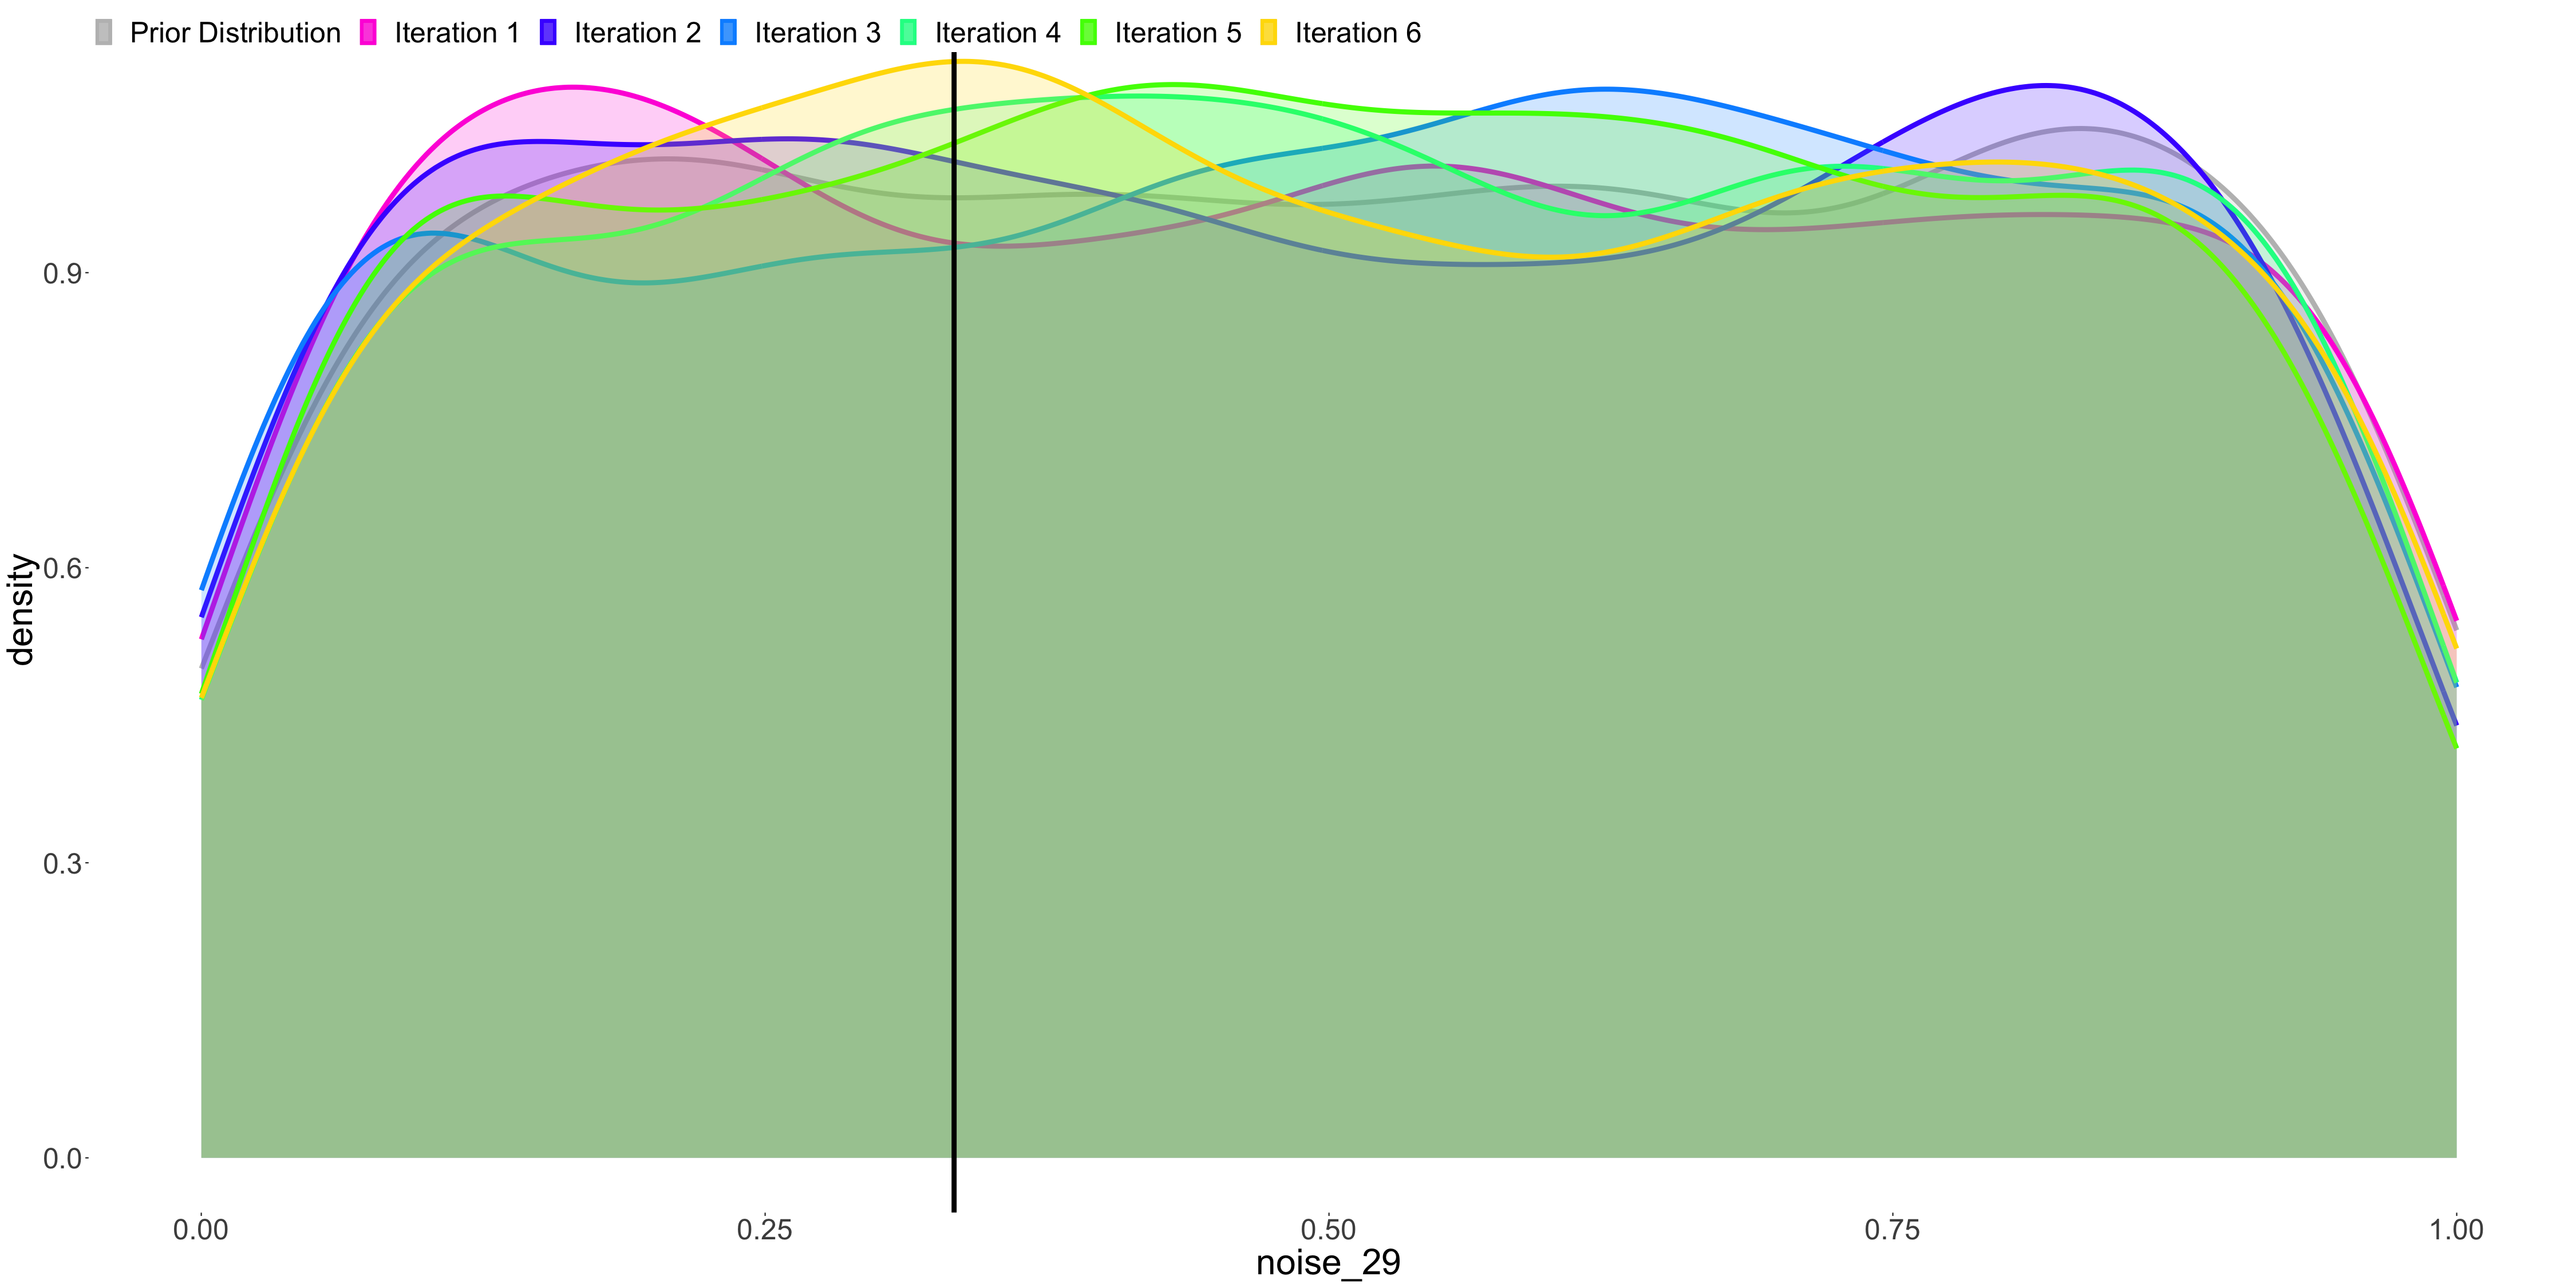 Prior Distribution Iteration 1 Iteration 2 Iteration 3 Iteration 4 Iteration 5 Iteration 6
density
0.9
0.6
0.3
0.0
0.00 0.25 0.50 0.75 1.00
noise_29